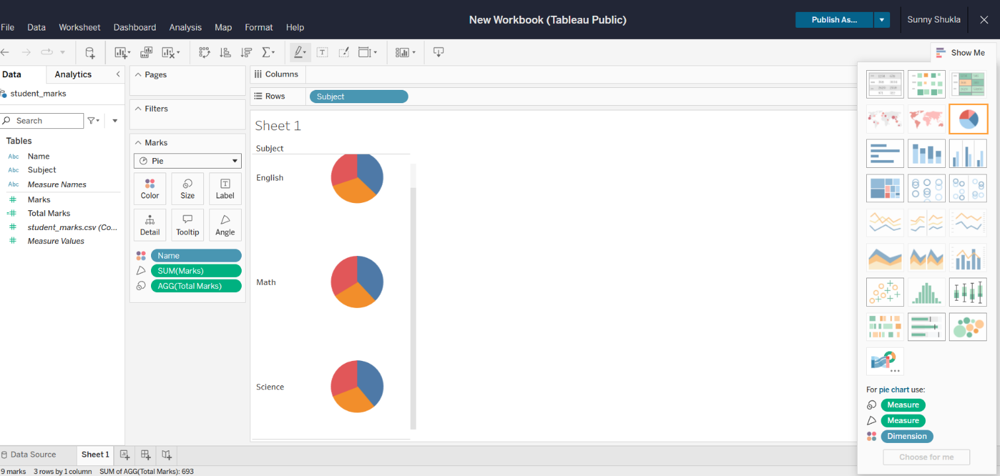 New Workbook (Tableau Public)
Publish As...
Sunny Shukla
File Data Worksheet Dashboard Analysis Map Format Help
Show Me
Data Analytics
student_marks
Search
Tables
Abc Name
Abc Subject
Abc Measure Names
Marks
Total Marks
student_marks.csv (Co...
Measure Values
Pages
Filters
Marks
Pie
Color Size Label
Detail Tooltip Angle
Name
SUM(Marks)
AGG(Total Marks)
Columns
Rows Subject
Sheet 1
Subject
English
Math
Science
For pie chart use:
Measure
Measure
Dimension
Choose for me
Data Source Sheet 1
9 marks 3 rows by 1 column SUM of AGG(Total Marks): 693